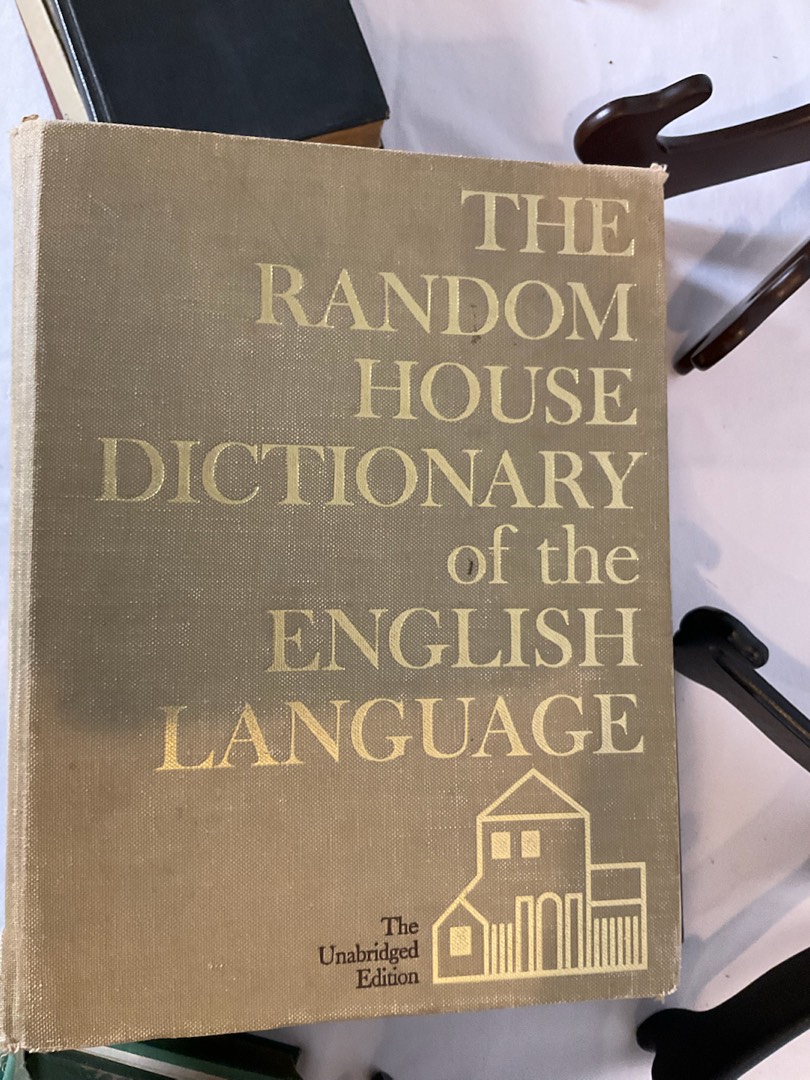 THE
RANDOM
HOUSE
DICTIONARY
of the
ENGLISH
LANGUAGE
The
Unabridged
Edition